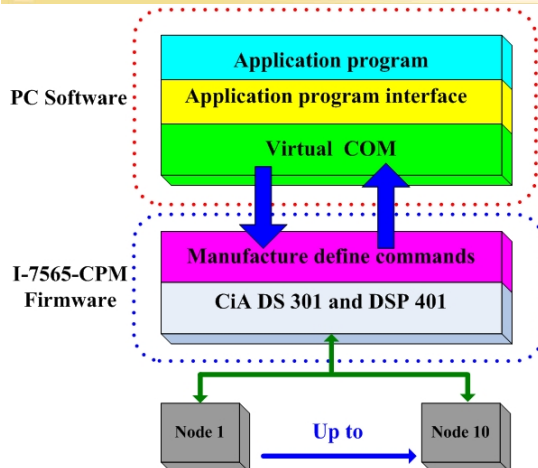 Application program
PC Software
Application program interface
Virtual COM
Manufacture define commands
I-7565-CPM
Firmware
CiA DS 301 and DSP 401
Node 1
Up to
Node 10